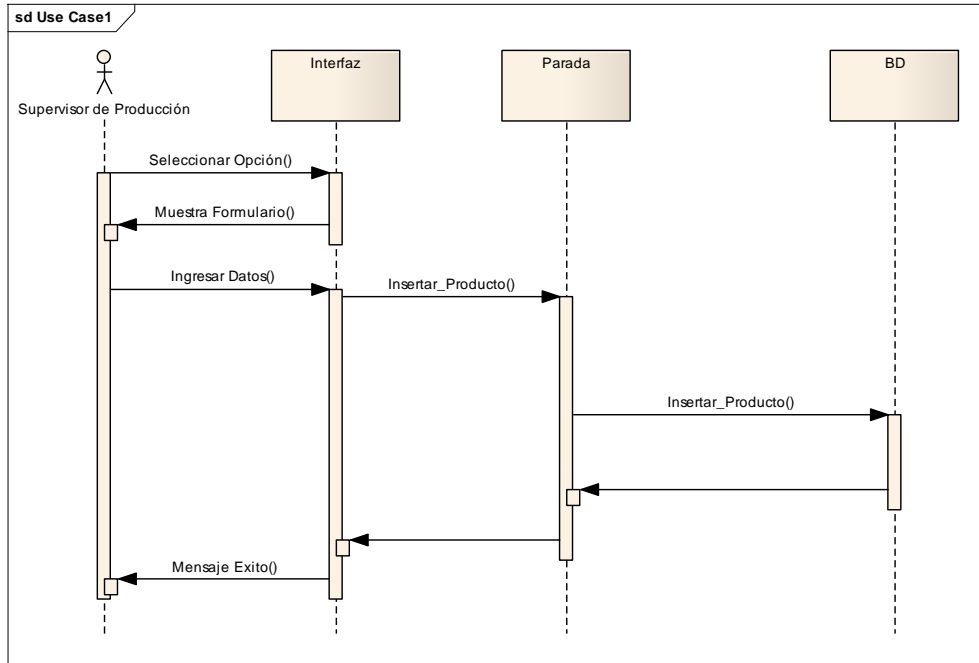 sd Use Case1
Supervisor de Producción
Interfaz
Parada
BD
Seleccionar Opción()
Muestra Formulario()
Ingresar Datos()
Insertar_Producto()
Insertar_Producto()
Mensaje Exito()